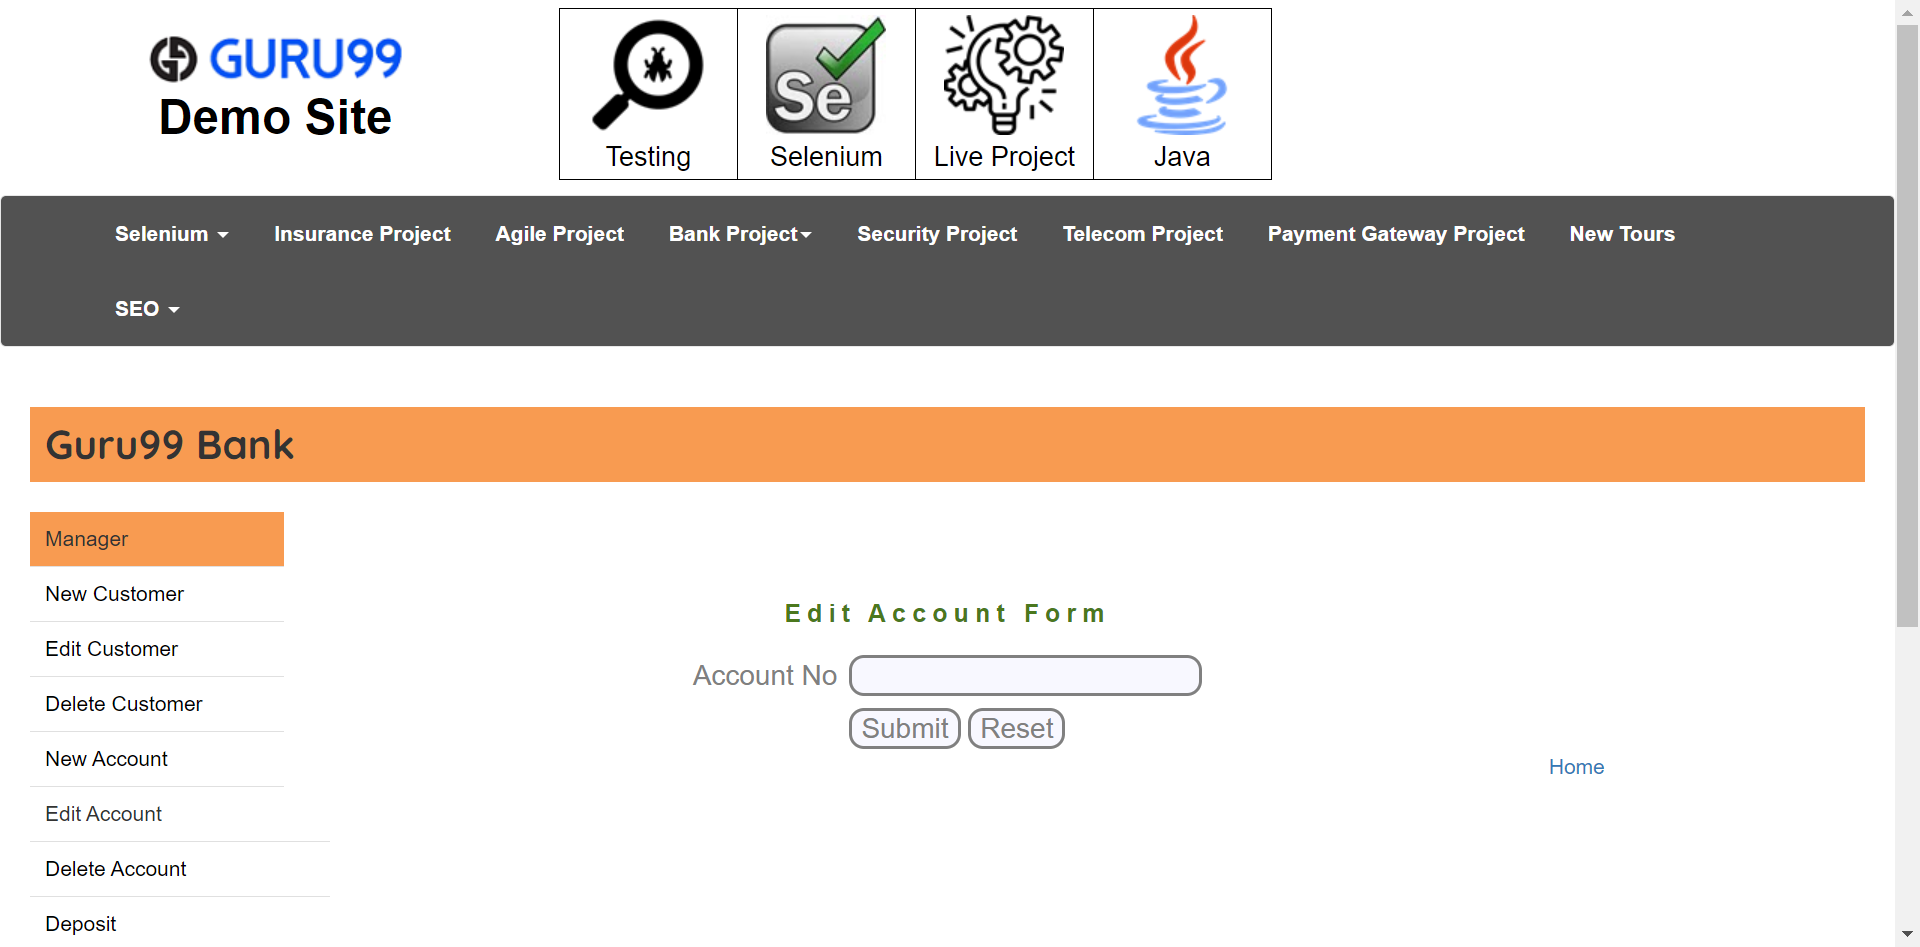 GURU99
Demo Site
Se
Testing
Selenium
Live Project
Java
Selenium
Insurance Project
Agile Project
Bank Project
Security Project
Telecom Project
Payment Gateway Project
New Tours
SEO
Guru99 Bank
Manager
New Customer
Edit Customer
Delete Customer
New Account
Edit Account
Delete Account
Deposit
Edit Account Form
Account No
Submit Reset
Home